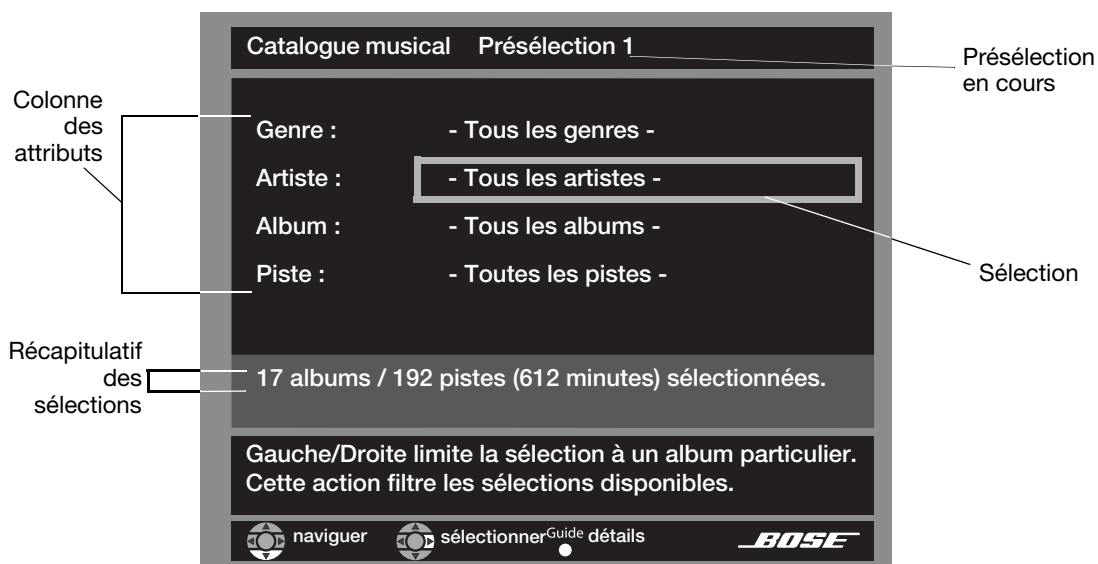 Catalogue musical Présélection 1
Présélection
en cours
Colonne
des
attributs
Genre : - Tous les genres -
Artiste : - Tous les artistes -
Album : - Tous les albums -
Piste : - Toutes les pistes -
Sélection
Récapitulatif
des
sélections
17 albums / 192 pistes (612 minutes) sélectionnées.
Gauche/Droite limite la sélection à un album particulier.
Cette action filtre les sélections disponibles.
naviguer sélectionner Guide détails BOSE